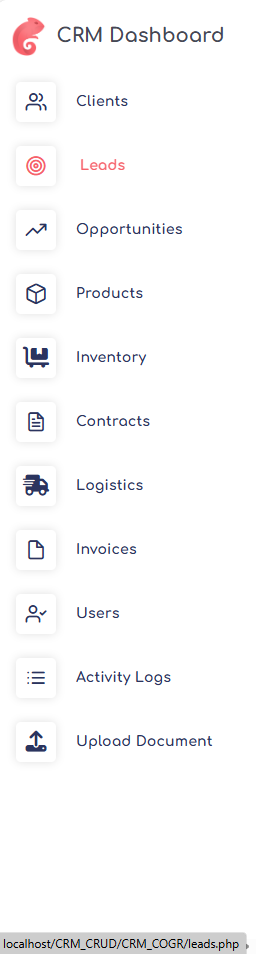 CRM Dashboard
Clients
Leads
Opportunities
Products
Inventory
Contracts
Logistics
Invoices
Users
Activity Logs
Upload Document
localhost/CRM_CRUD/CRM_COGR/leads.php